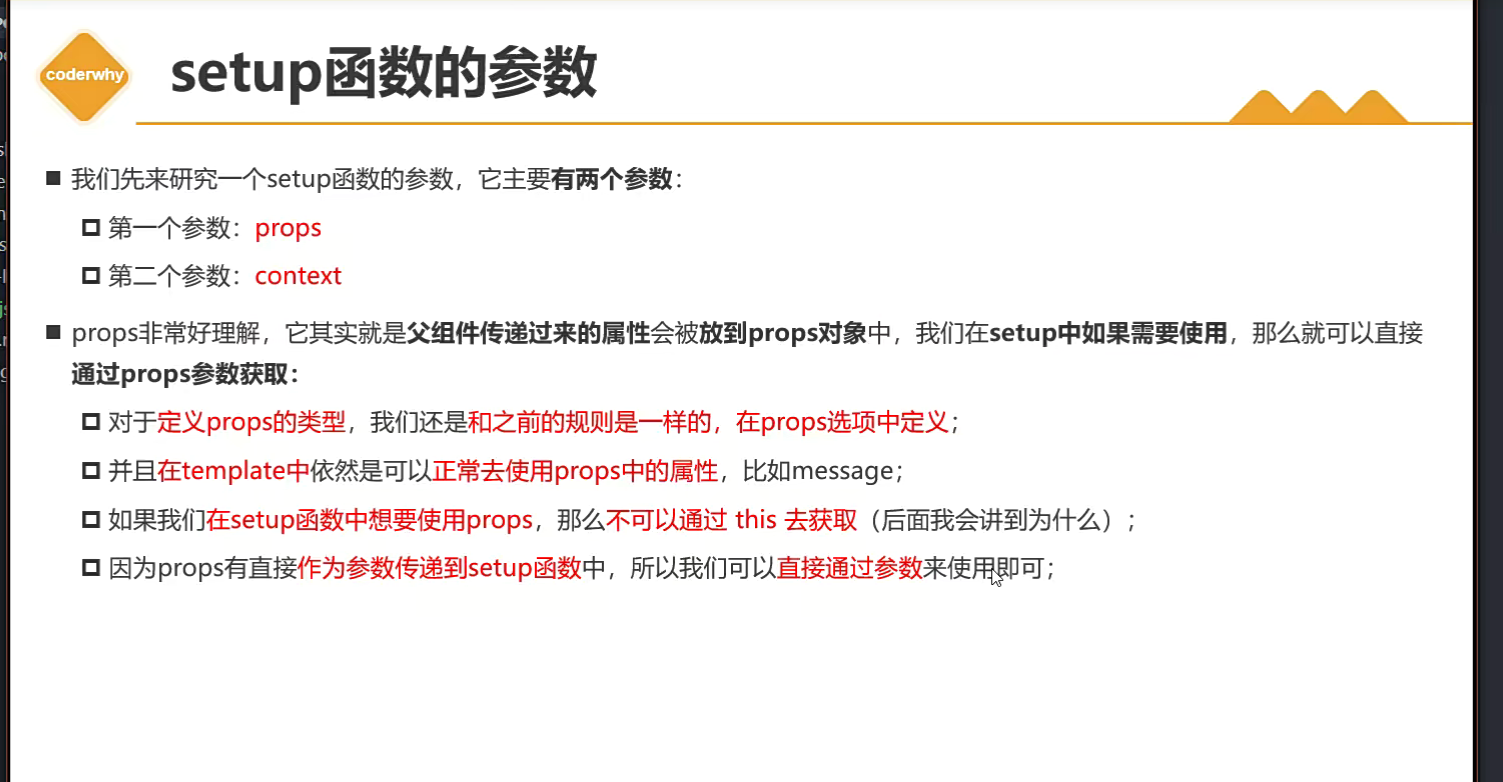 coderwhy
setup函数的参数
我们先来研究一个setup函数的参数，它主要有两个参数：
第一个参数：props
第二个参数：context
props非常好理解，它其实就是父组件传递过来的属性会被放到props对象中，我们在setup中如果需要使用，那么就可以直接
通过props参数获取：
对于定义props的类型，我们还是和之前的规则是一样的，在props选项中定义；
并且在template中依然是可以正常去使用props中的属性，比如message；
如果我们在setup函数中想要使用props，那么不可以通过 this 去获取（后面我会讲到为什么）；
因为props有直接作为参数传递到setup函数中，所以我们可以直接通过参数来使用即可；